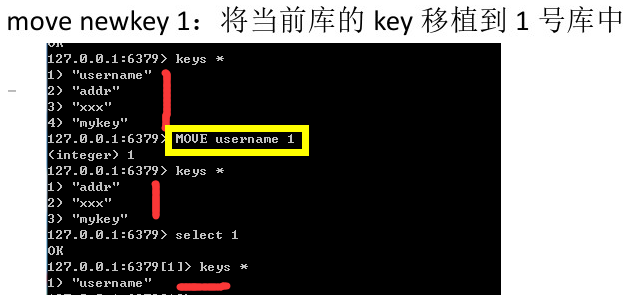 move newkey 1：将当前库的 key 移植到 1 号库中
OK
127.0.0.1:6379> keys *
1) "username"
2) "addr"
3) "xxx"
4) "mykey"
127.0.0.1:6379> MOVE username 1
(integer) 1
127.0.0.1:6379> keys *
1) "addr"
2) "xxx"
3) "mykey"
127.0.0.1:6379> select 1
OK
127.0.0.1:6379[1]> keys *
1) "username"